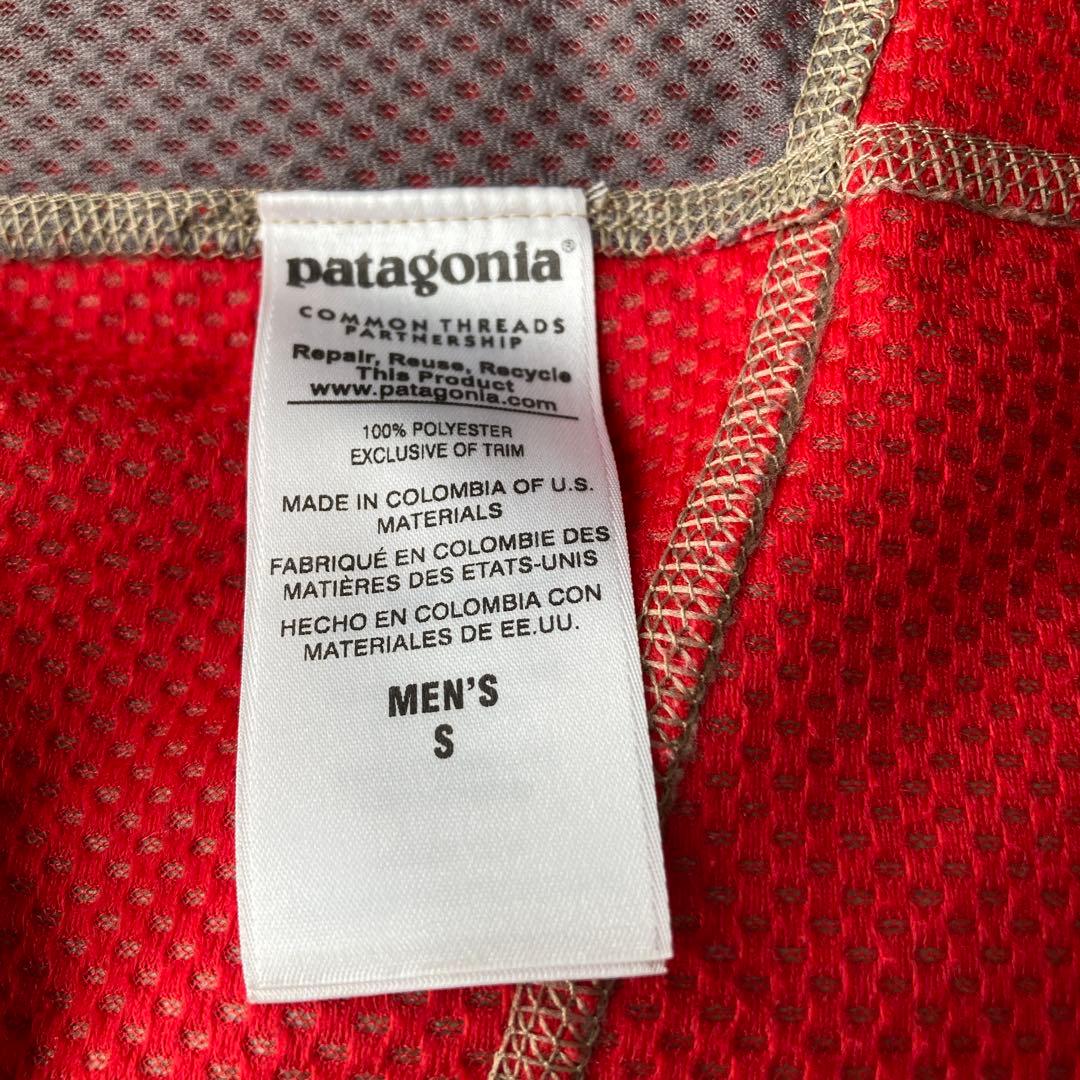 patagonia®
COMMON THREADS
PARTNERSHIP
Repair, Reuse, Recycle
This Product
www.patagonia.com
100% POLYESTER
EXCLUSIVE OF TRIM
MADE IN COLOMBIA OF U.S.
MATERIALS
FABRIQUÉ EN COLOMBIE DES
MATIÈRES DES ETATS-UNIS
HECHO EN COLOMBIA CON
MATERIALES DE EE.UU.
MEN'S
S